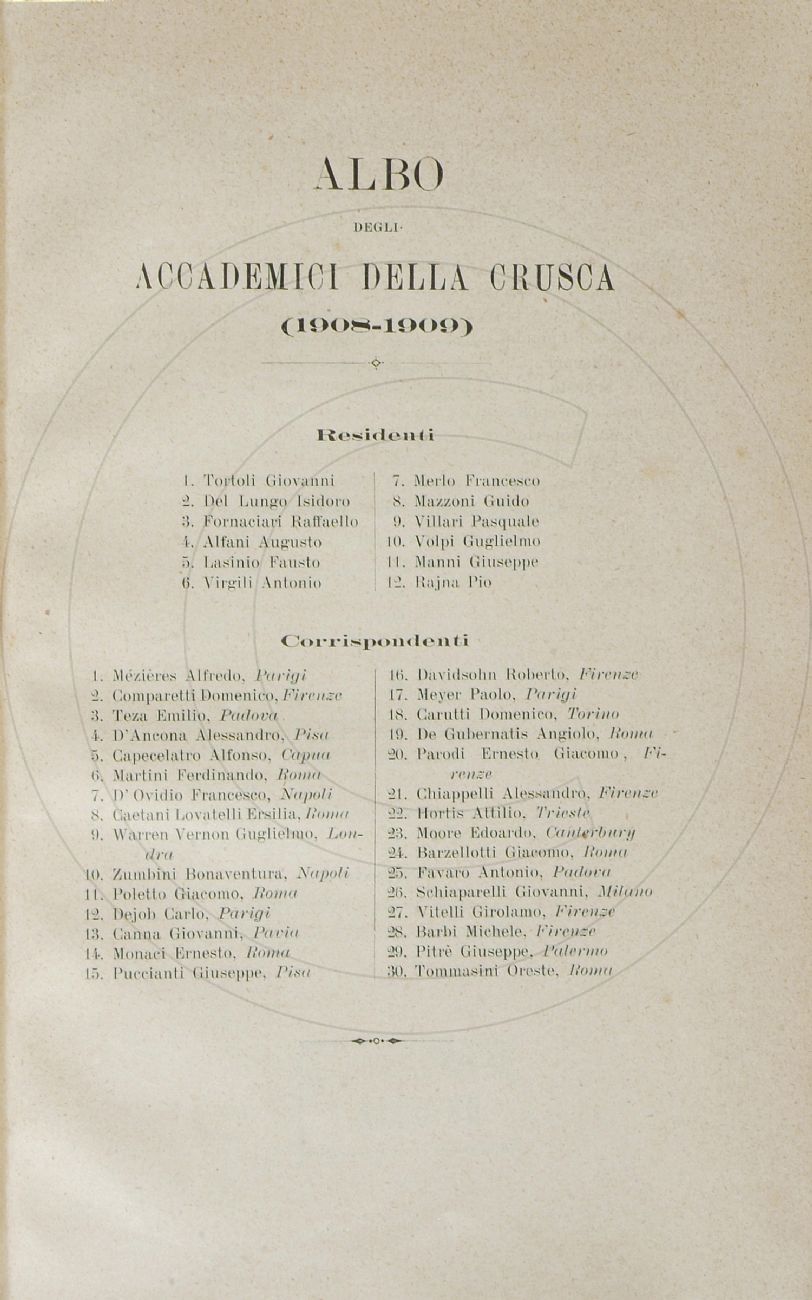 ALBO
DEGLI
ACCADEMICI DELLA CRUSCA
(1908-1909)
Residenti
1. Tortoli Giovanni
2. Del Lungo Isidoro
3. Fornaciari Raffaello
4. Alfani Augusto
5. Lasinio Fausto
6. Virgili Antonio
7. Merlo Francesco
8. Mazzoni Guido
9. Villari Pasquale
10. Volpi Guglielmo
11. Manni Giuseppe
12. Rajna Pio
Corrispondenti
1. Mézières Alfredo, Parigi
2. Comparetti Domenico, Firenze
3. Teza Emilio, Padova
4. D'Ancona Alessandro, Pisa
5. Capecelatro Alfonso, Capua
6. Martini Ferdinando, Roma
7. D'Ovidio Francesco, Napoli
8. Caetani Lovatelli Ersilia, Roma
9. Warren Vernon Guglielmo, Lon-
dra
10. Zumbini Bonaventura, Napoli
11. Poletto Giacomo, Roma
12. Dejob Carlo, Parigi
13. Canna Giovanni, Pavia
14. Monaci Ernesto, Roma
15. Puccianti Giuseppe, Pisa
16. Davidsohn Roberto, Firenze
17. Meyer Paolo, Parigi
18. Carutti Domenico, Torino
19. De Gubernatis Angiolo, Roma
20. Parodi Ernesto Giacomo, Fi-
renze
21. Chiappelli Alessandro, Firenze
22. Hortis Attilio, Trieste
23. Moore Edoardo, Canterbury
24. Barzellotti Giacomo, Roma
25. Favaro Antonio, Padova
26. Schiaparelli Giovanni, Milano
27. Vitelli Girolamo, Firenze
28. Barbi Michele, Firenze
29. Pitrè Giuseppe, Palermo
30. Tommasini Oreste, Roma